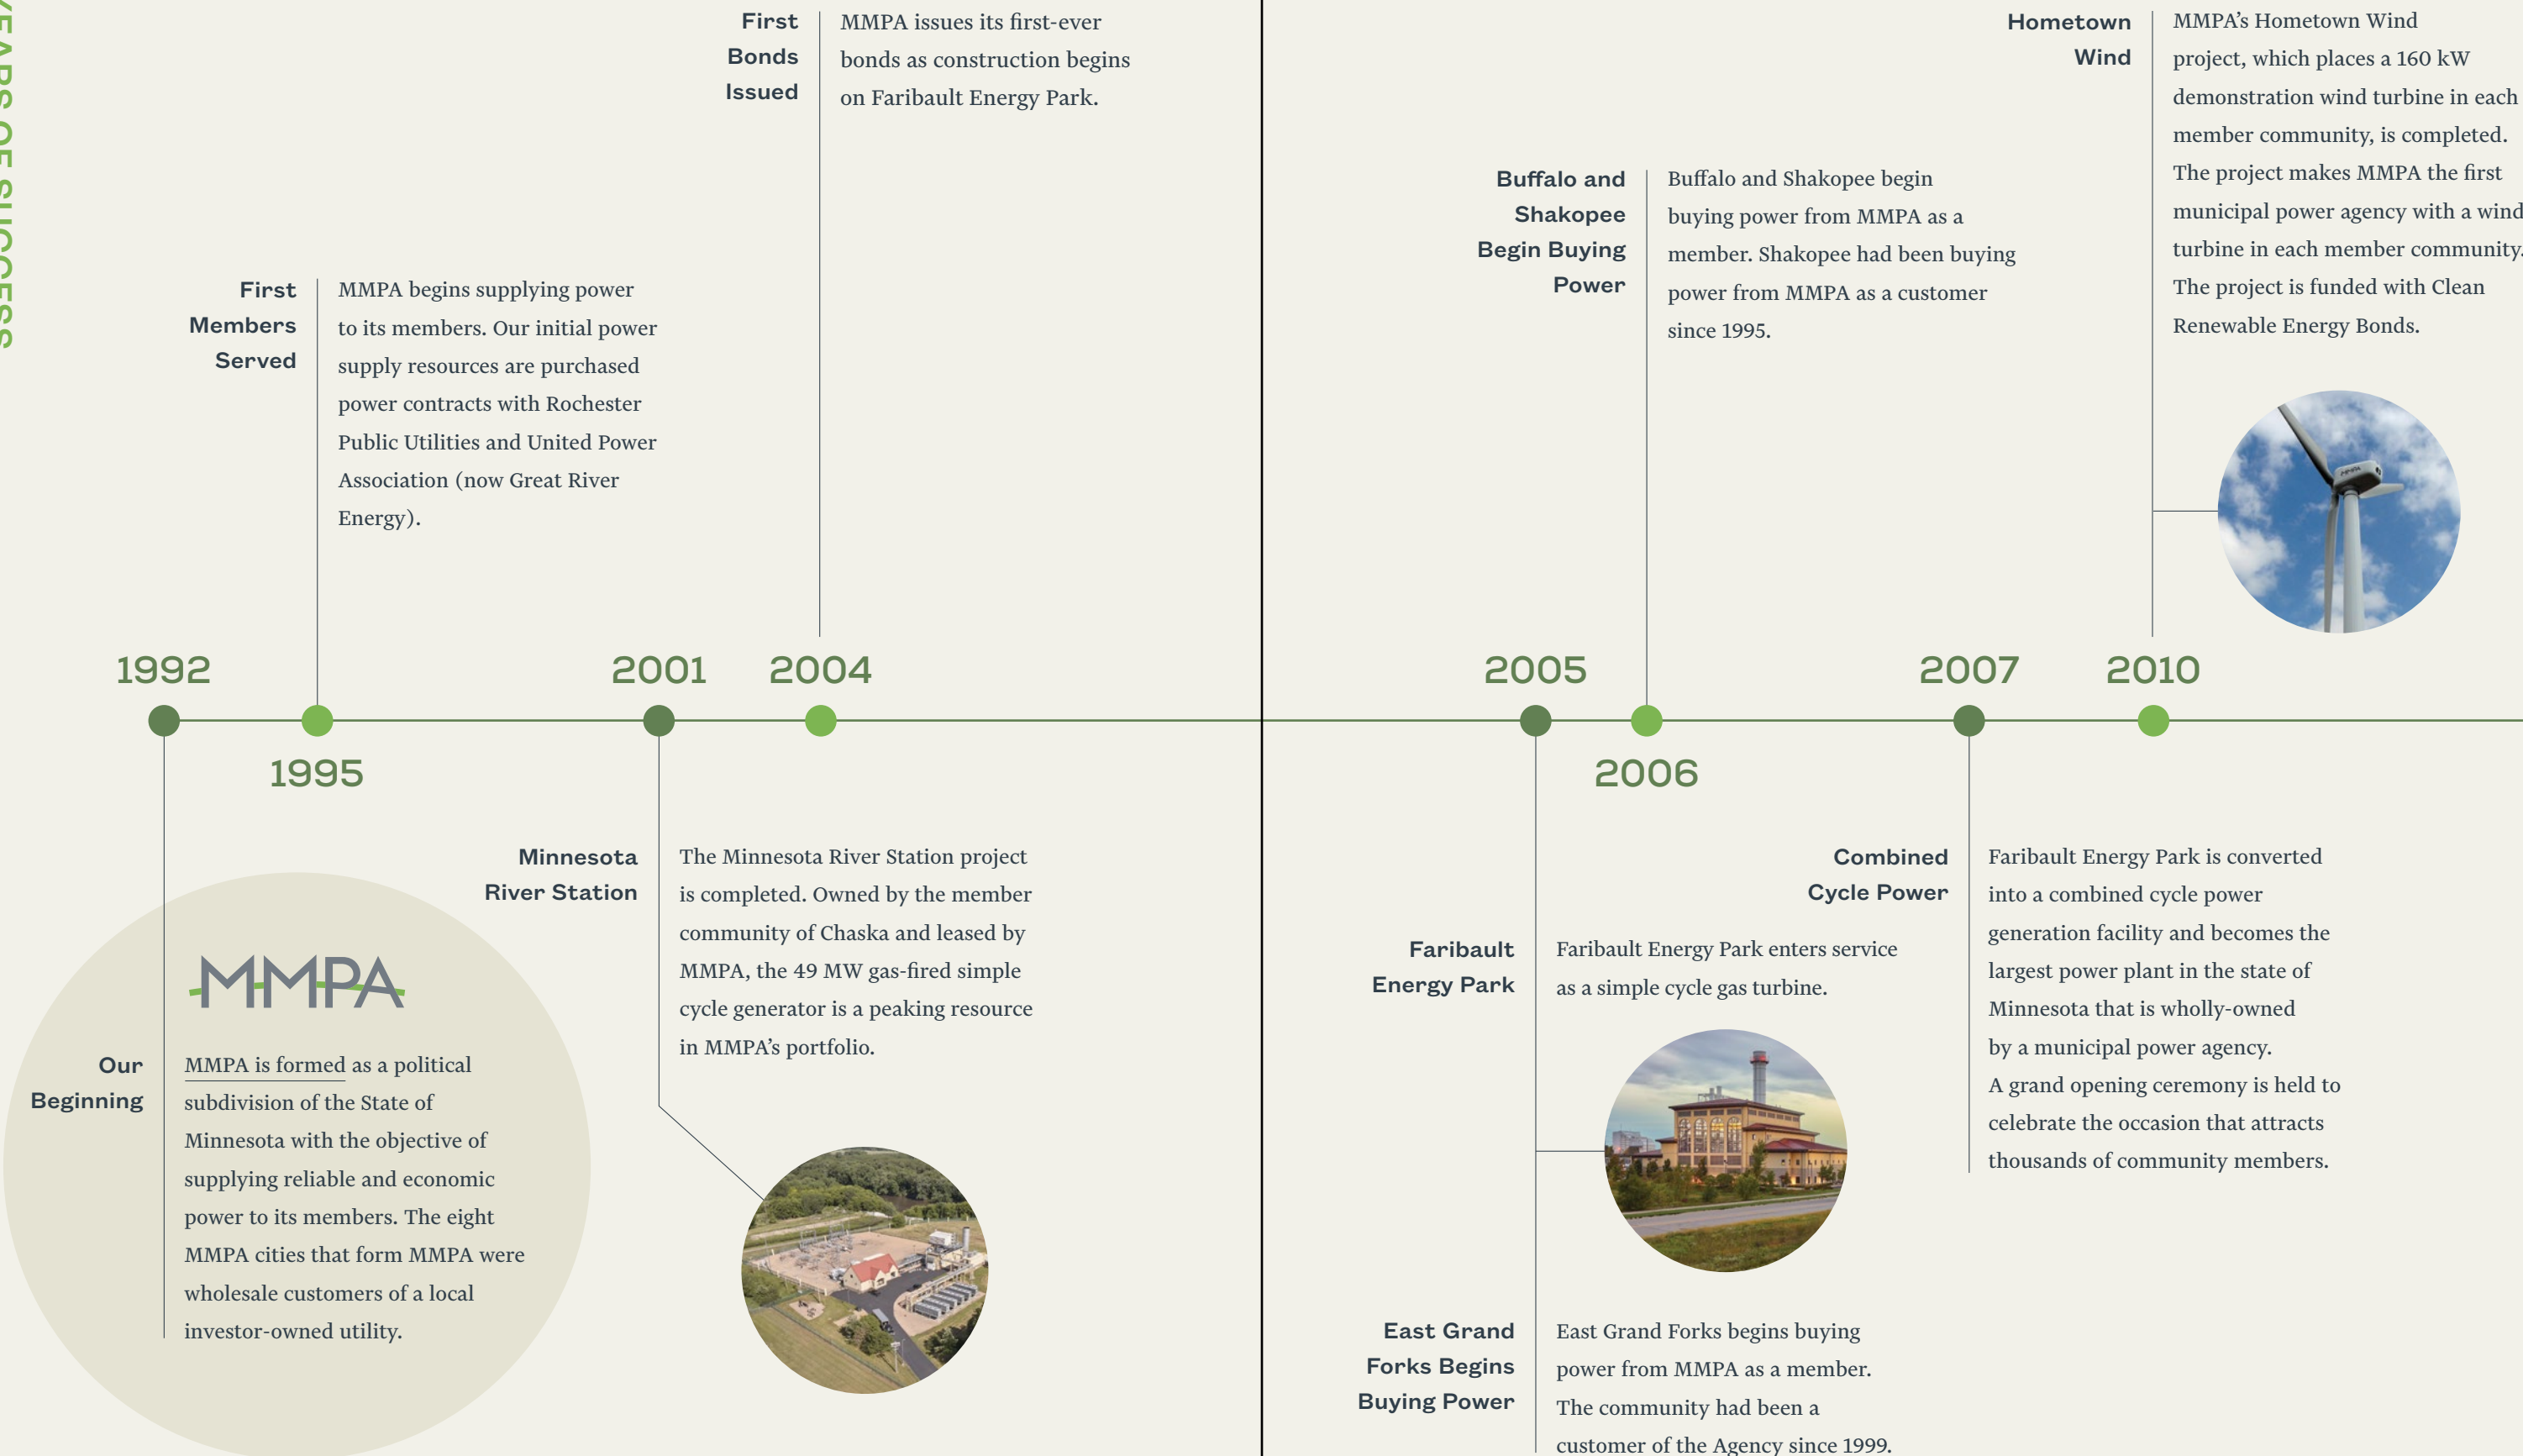 YEARS OF SUCCESS
First
Bonds
Issued
MMPA issues its first-ever
bonds as construction begins
on Faribault Energy Park.
First
Members
Served
MMPA begins supplying power
to its members. Our initial power
supply resources are purchased
power contracts with Rochester
Public Utilities and United Power
Association (now Great River
Energy).
1992
1995
2001
2004
Our
Beginning
MMPA
MMPA is formed as a political
subdivision of the State of
Minnesota with the objective of
supplying reliable and economic
power to its members. The eight
MMPA cities that form MMPA were
wholesale customers of a local
investor-owned utility.
Minnesota
River Station
The Minnesota River Station project
is completed. Owned by the member
community of Chaska and leased by
MMPA, the 49 MW gas-fired simple
cycle generator is a peaking resource
in MMPA’s portfolio.
Hometown
Wind
MMPA’s Hometown Wind
project, which places a 160 kW
demonstration wind turbine in each
member community, is completed.
The project makes MMPA the first
municipal power agency with a wind
turbine in each member community.
The project is funded with Clean
Renewable Energy Bonds.
MMPA
Buffalo and
Shakopee
Begin Buying
Power
Buffalo and Shakopee begin
buying power from MMPA as a
member. Shakopee had been buying
power from MMPA as a customer
since 1995.
2005
2006
2007
2010
Faribault
Energy Park
Faribault Energy Park enters service
as a simple cycle gas turbine.
East Grand
Forks Begins
Buying Power
East Grand Forks begins buying
power from MMPA as a member.
The community had been a
customer of the Agency since 1999.
Combined
Cycle Power
Faribault Energy Park is converted
into a combined cycle power
generation facility and becomes the
largest power plant in the state of
Minnesota that is wholly-owned
by a municipal power agency.
A grand opening ceremony is held to
celebrate the occasion that attracts
thousands of community members.